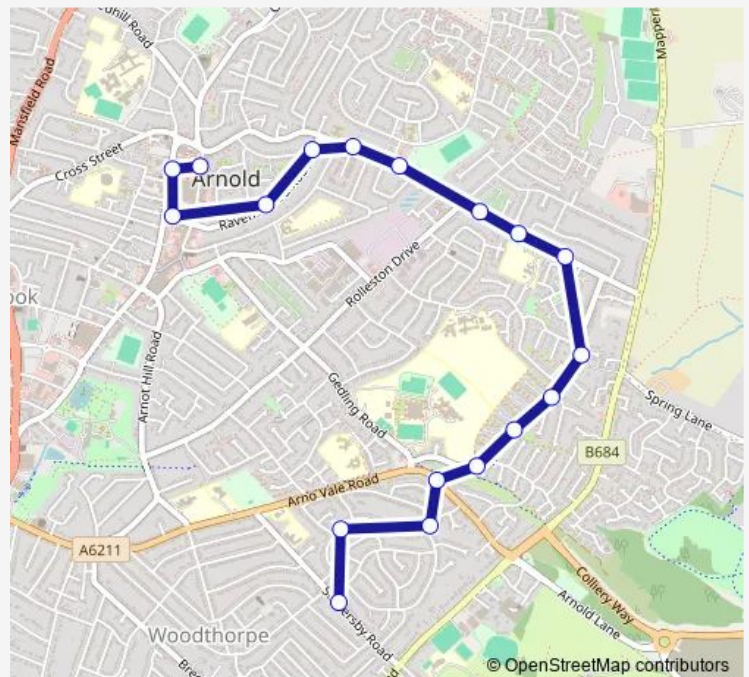 Mansfield Road
Cross Street
Arnold
Rolleston Drive
Arnot Hill Road
Gedling Road
Spring Lane
B684
Arno Vale Road
A6211
Colliery Way
Arnold Lane
Woodthorpe
© OpenStreetMap contributors